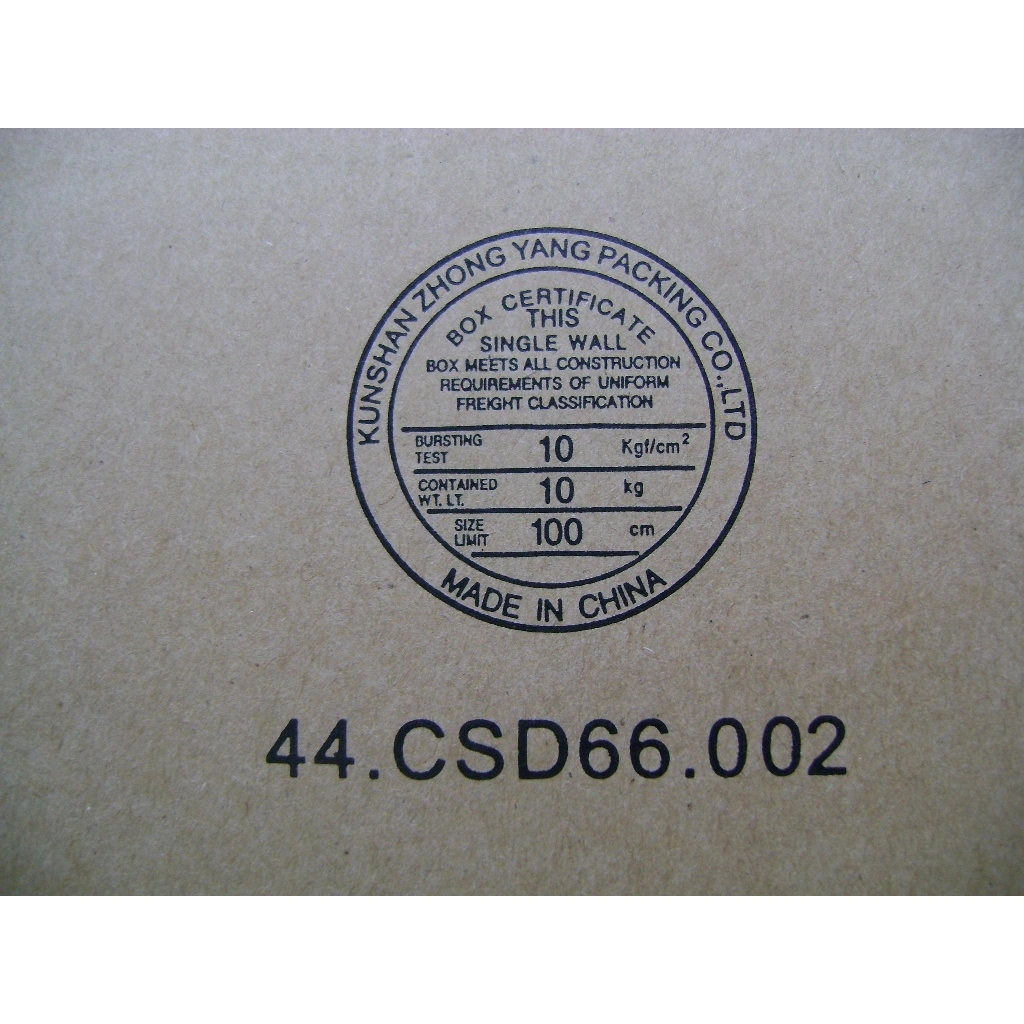 KUNSHAN ZHONG YANG PACKING CO.,LTD
BOX CERTIFICATE
THIS
SINGLE WALL
BOX MEETS ALL CONSTRUCTION
REQUIREMENTS OF UNIFORM
FREIGHT CLASSIFICATION
BURSTING TEST 10 Kgf/cm²
CONTAINED WT. LT. 10 kg
SIZE LIMIT 100 cm
MADE IN CHINA
44.CSD66.002